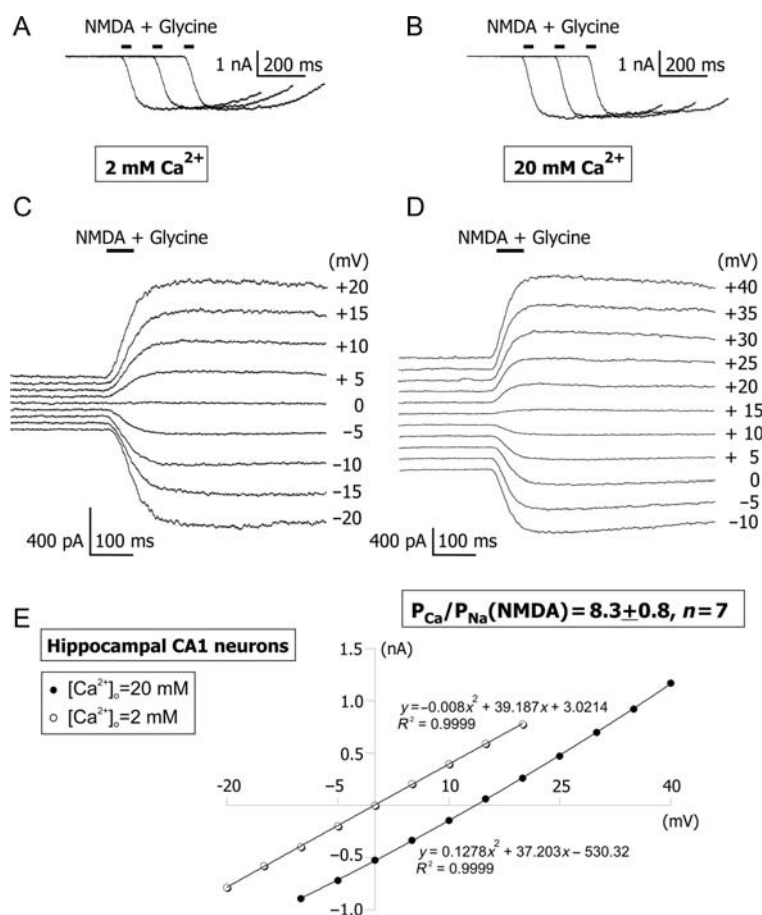 A
NMDA + Glycine
1 nA
200 ms
2 mM Ca²⁺
B
NMDA + Glycine
1 nA
200 ms
20 mM Ca²⁺
C
NMDA + Glycine
(mV)
+20
+15
+10
+ 5
0
−5
−10
−15
−20
400 pA
100 ms
D
NMDA + Glycine
(mV)
+40
+35
+30
+25
+20
+ 15
+ 10
+ 5
0
−5
−10
400 pA
100 ms
E
P_Ca/P_Na(NMDA)=8.3±0.8, n=7
Hippocampal CA1 neurons
● [Ca²⁺]ₒ=20 mM
○ [Ca²⁺]ₒ=2 mM
1.5
(nA)
1.0
0.5
y=−0.008x² + 39.187x + 3.0214
R² = 0.9999
-20
−5
10
25
40
(mV)
−0.5
y = 0.1278x² + 37.203x − 530.32
R² = 0.9999
−1.0